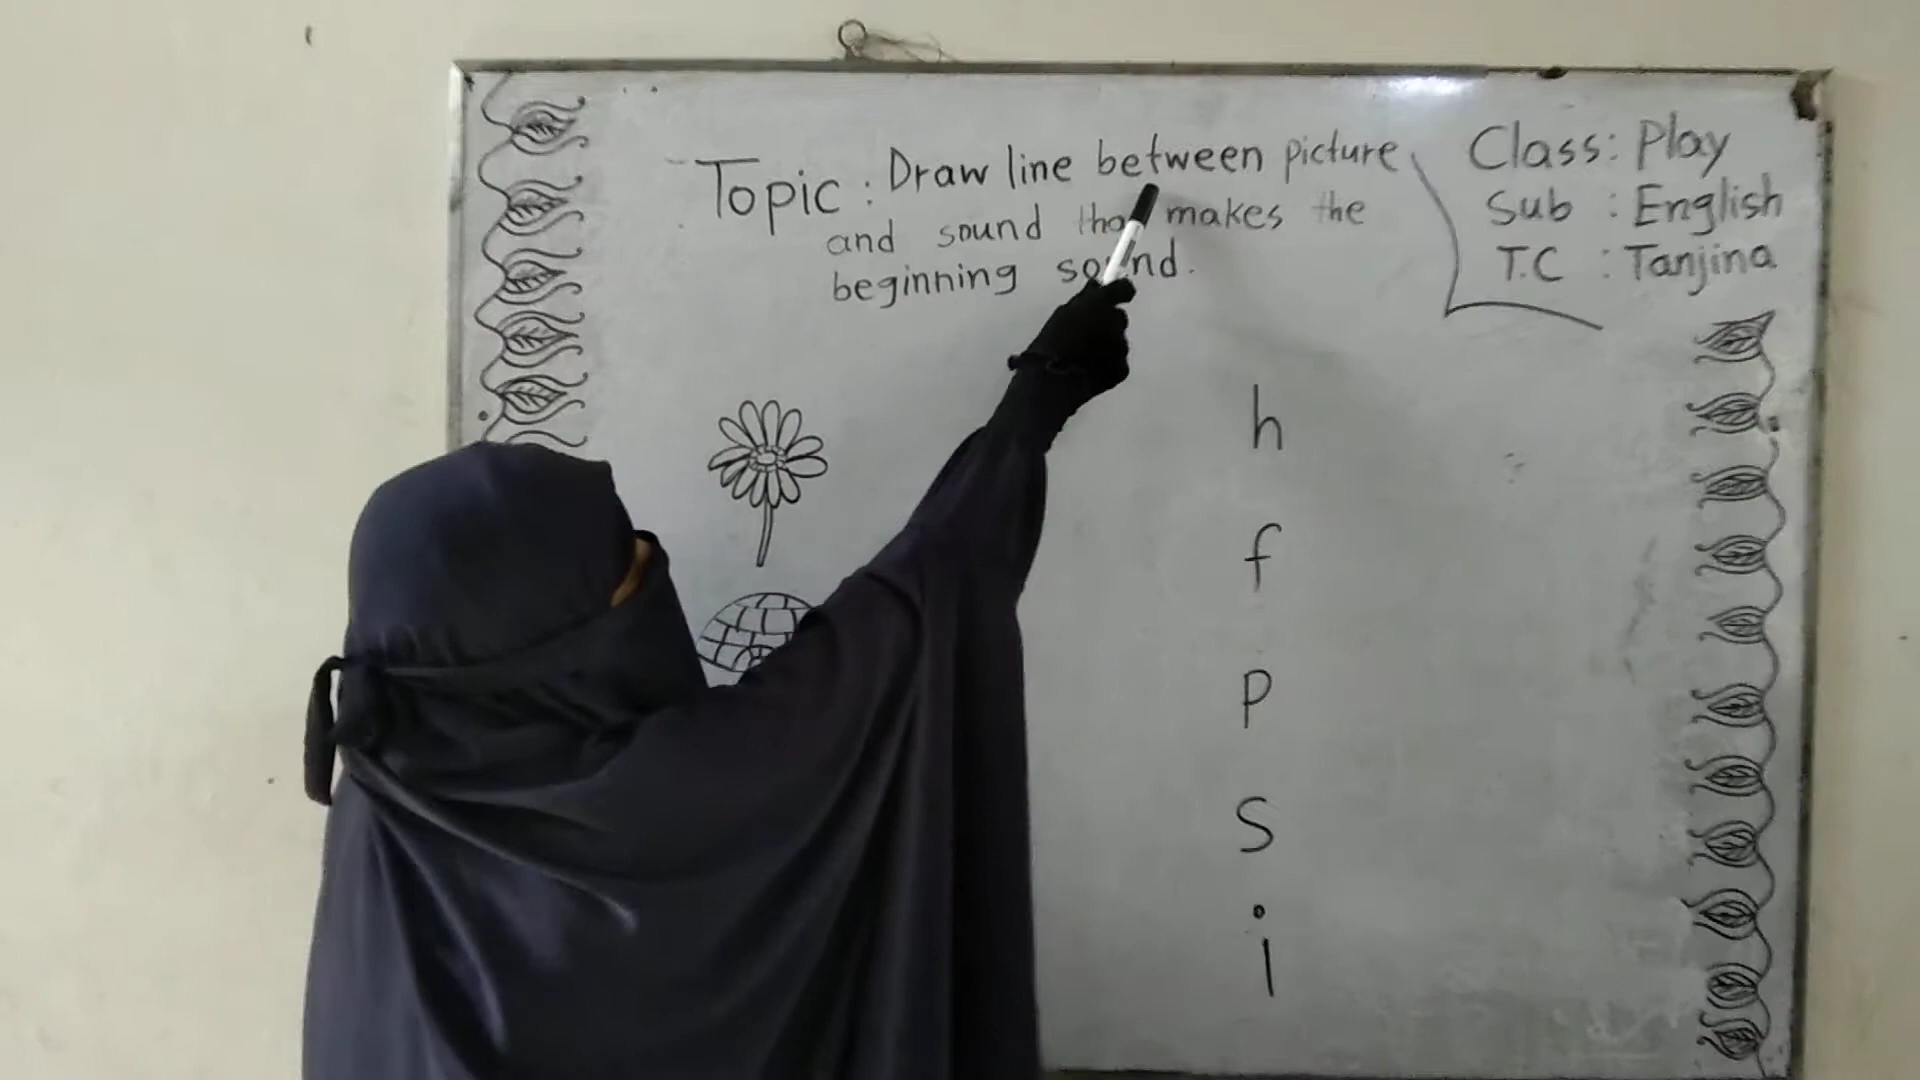 Topic: Draw line between picture
and sound that makes the
beginning sound.
Class: Play
Sub : English
T.C : Tanjina
h
f
p
s
i